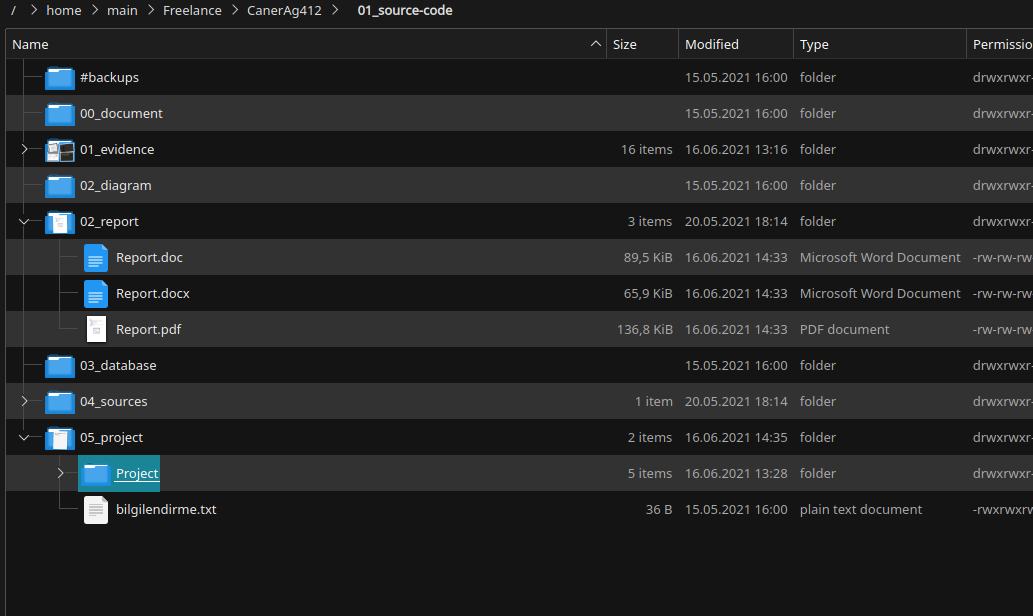 / > home > main > Freelance > CanerAg412 > 01_source-code
Name Size Modified Type Permissio
#backups 15.05.2021 16:00 folder drwxrwxr-
00_document 15.05.2021 16:00 folder drwxrwxr-
01_evidence 16 items 16.06.2021 13:16 folder drwxrwxr-
02_diagram 15.05.2021 16:00 folder drwxrwxr-
02_report 3 items 20.05.2021 18:14 folder drwxrwxr-
Report.doc 89,5 KiB 16.06.2021 14:33 Microsoft Word Document -rw-rw-rw
Report.docx 65,9 KiB 16.06.2021 14:33 Microsoft Word Document -rw-rw-rw
Report.pdf 136,8 KiB 16.06.2021 14:33 PDF document -rw-rw-rw
03_database 15.05.2021 16:00 folder drwxrwxr-
04_sources 1 item 20.05.2021 18:14 folder drwxrwxr-
05_project 2 items 16.06.2021 14:35 folder drwxrwxr-
Project 5 items 16.06.2021 13:28 folder drwxrwxr-
bilgilendirme.txt 36 B 15.05.2021 16:00 plain text document -rwxrwxrw